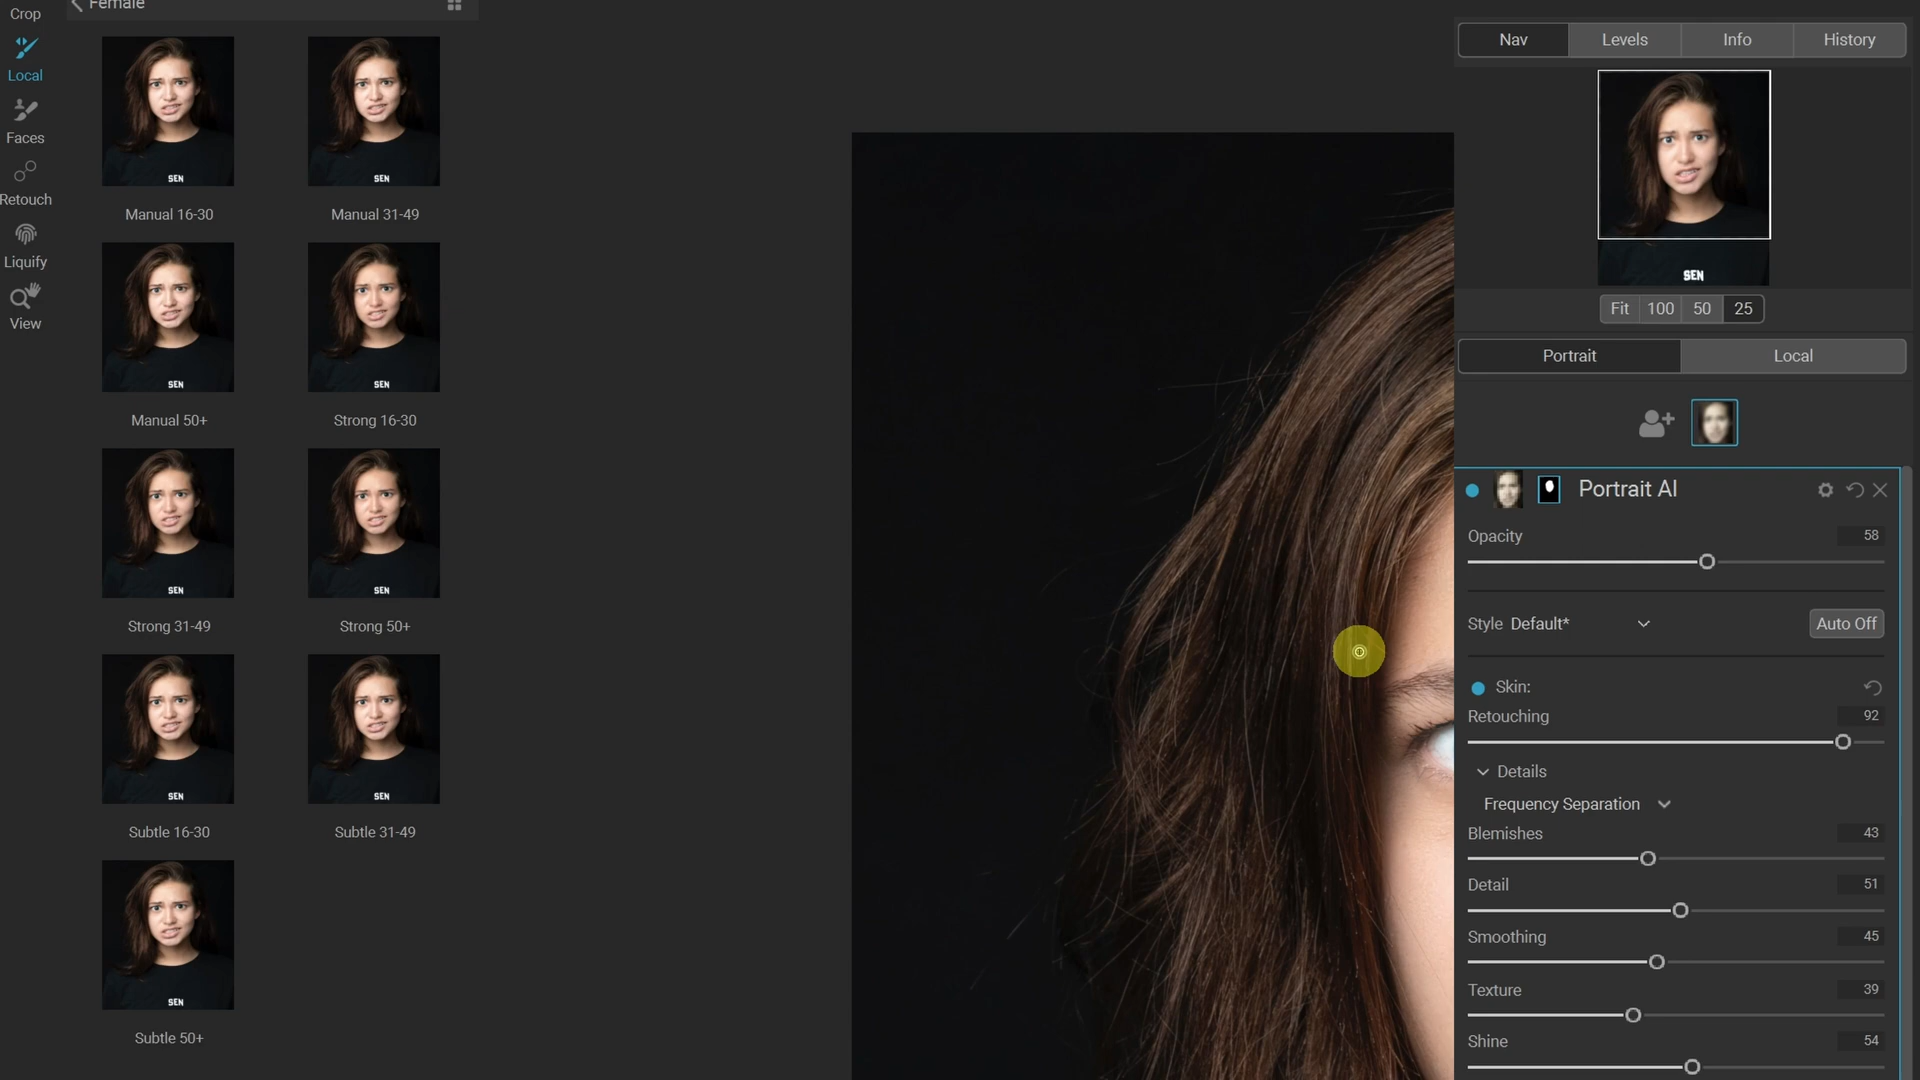 Crop
Female
Local
Faces
Retouch
Liquify
View
SEN
SEN
Manual 16-30
Manual 31-49
SEN
SEN
Manual 50+
Strong 16-30
SEN
SEN
Strong 31-49
Strong 50+
SEN
SEN
Subtle 16-30
Subtle 31-49
SEN
Subtle 50+
Nav Levels Info History
SEN
Fit 100 50 25
Portrait Local
Portrait AI
Opacity 58
Style Default* Auto Off
Skin:
Retouching 92
Details
Frequency Separation
Blemishes 43
Detail 51
Smoothing 45
Texture 39
Shine 54